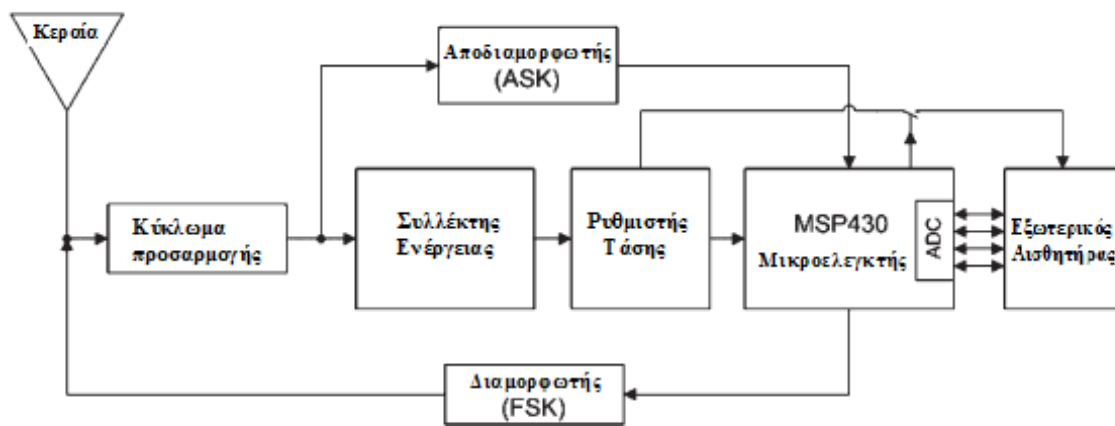 Κεραία
Αποδιαμορφωτής
(ASK)
Κύκλωμα
προσαρμογής
Συλλέκτης
Ενέργειας
Ρυθμιστής
Τάσης
MSP430
Μικροελεγκτής
ADC
Εξωτερικός
Αισθητήρας
Διαμορφωτής
(FSK)